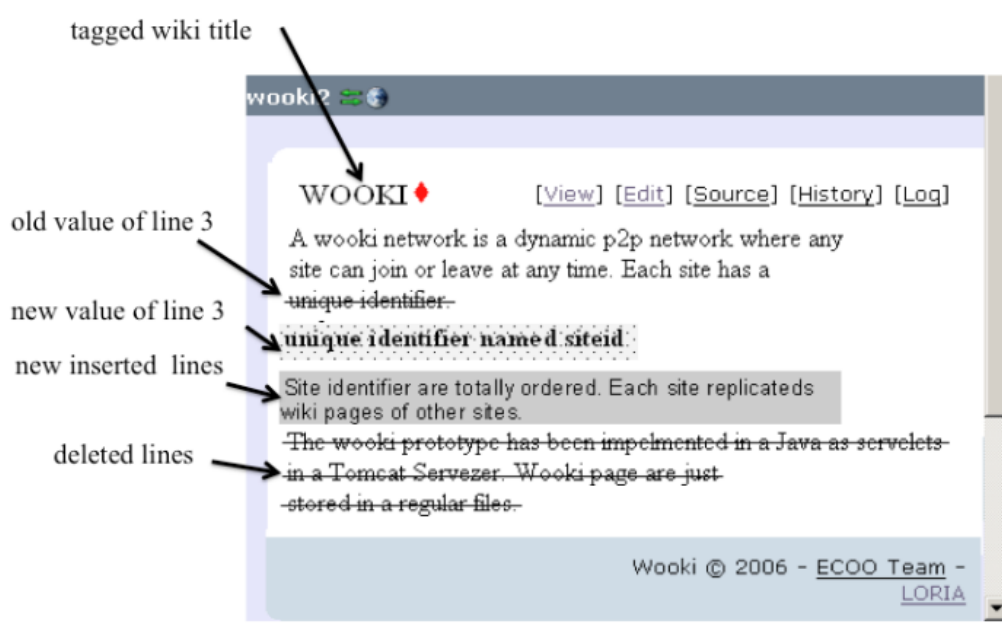 tagged wiki title
wooki2
WOOKI [View] [Edit] [Source] [History] [Log]
old value of line 3
A wooki network is a dynamic p2p network where any
site can join or leave at any time. Each site has a
unique identifier.
new value of line 3
unique identifier named siteid.
new inserted lines
Site identifier are totally ordered. Each site replicateds
wiki pages of other sites.
deleted lines
The wooki prototype has been impelmented in a Java as servelets
in a Tomcat Servezer. Wooki page are just
stored in a regular files.
Wooki © 2006 - ECOO Team -
LORIA